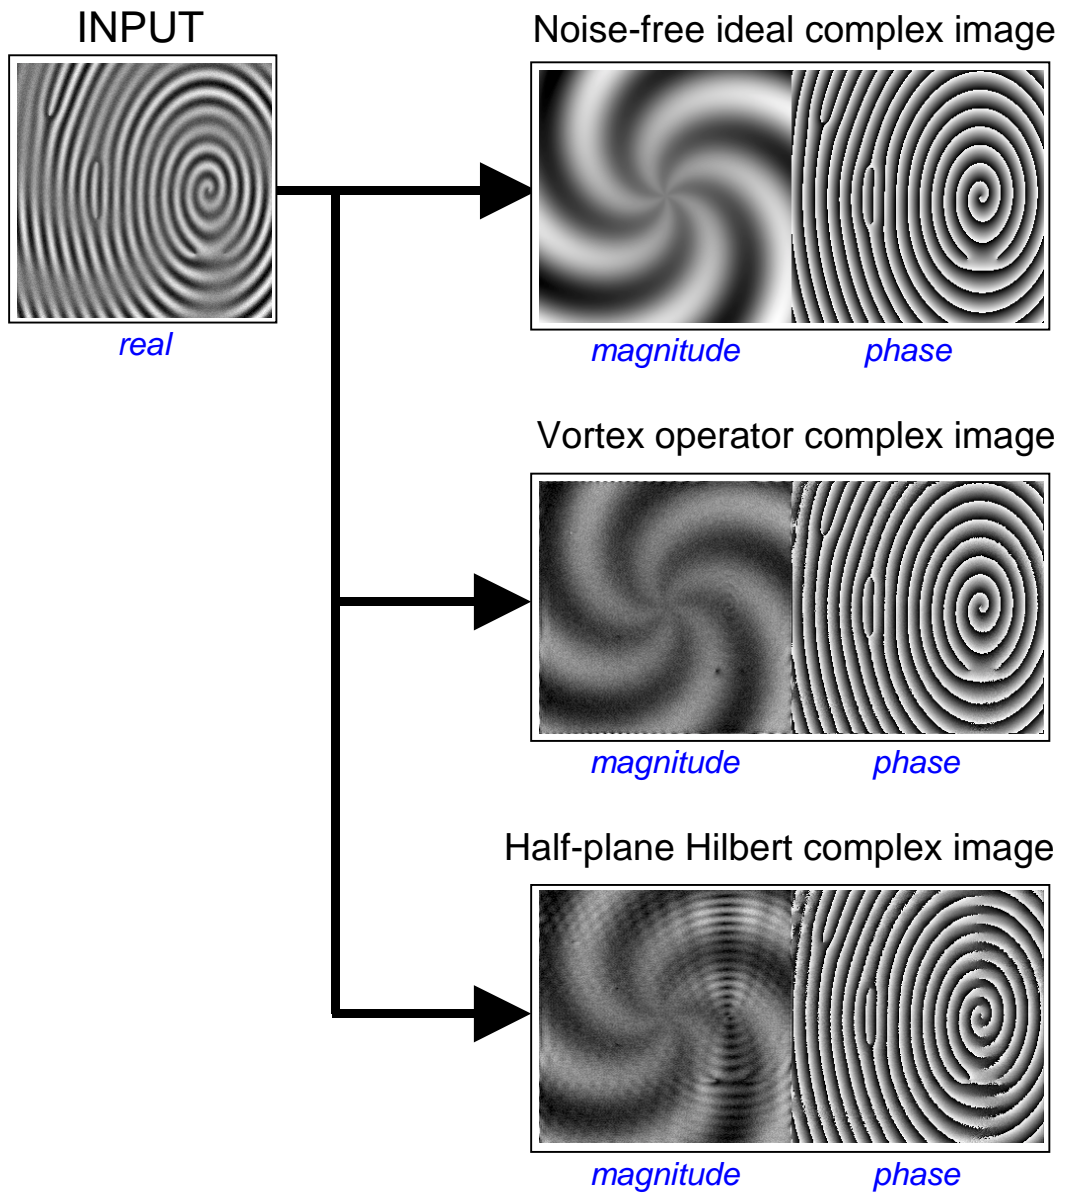 INPUT
real
Noise-free ideal complex image
magnitude phase
Vortex operator complex image
magnitude phase
Half-plane Hilbert complex image
magnitude phase